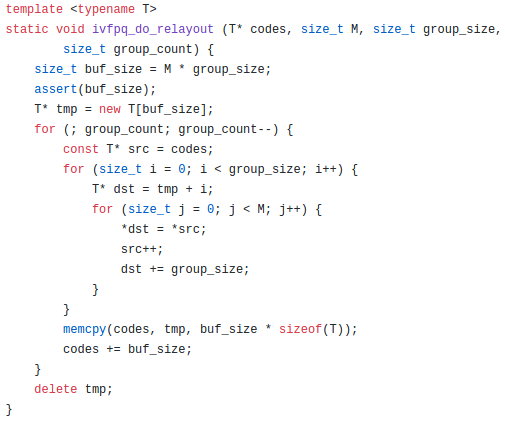 template <typename T>
static void ivfpq_do_relayout (T* codes, size_t M, size_t group_size,
        size_t group_count) {
    size_t buf_size = M * group_size;
    assert(buf_size);
    T* tmp = new T[buf_size];
    for (; group_count; group_count--) {
        const T* src = codes;
        for (size_t i = 0; i < group_size; i++) {
            T* dst = tmp + i;
            for (size_t j = 0; j < M; j++) {
                *dst = *src;
                src++;
                dst += group_size;
            }
        }
        memcpy(codes, tmp, buf_size * sizeof(T));
        codes += buf_size;
    }
    delete tmp;
}